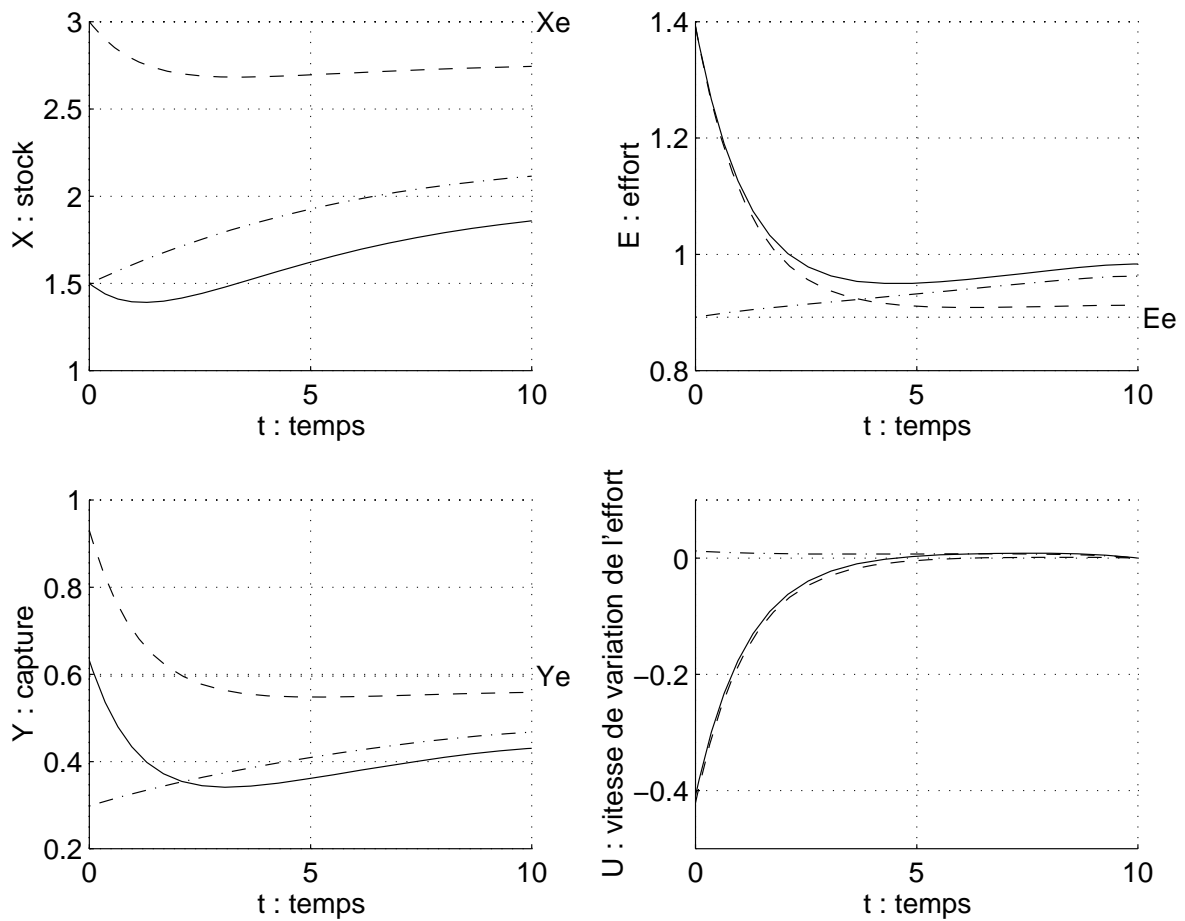 3
2.5
2
1.5
1
0
5
10
Xe
X : stock
t : temps
1.4
1.2
1
0.8
0
5
10
Ee
E : effort
t : temps
1
0.8
0.6
0.4
0.2
0
5
10
Ye
Y : capture
t : temps
0
−0.2
−0.4
0
5
10
U : vitesse de variation de l'effort
t : temps